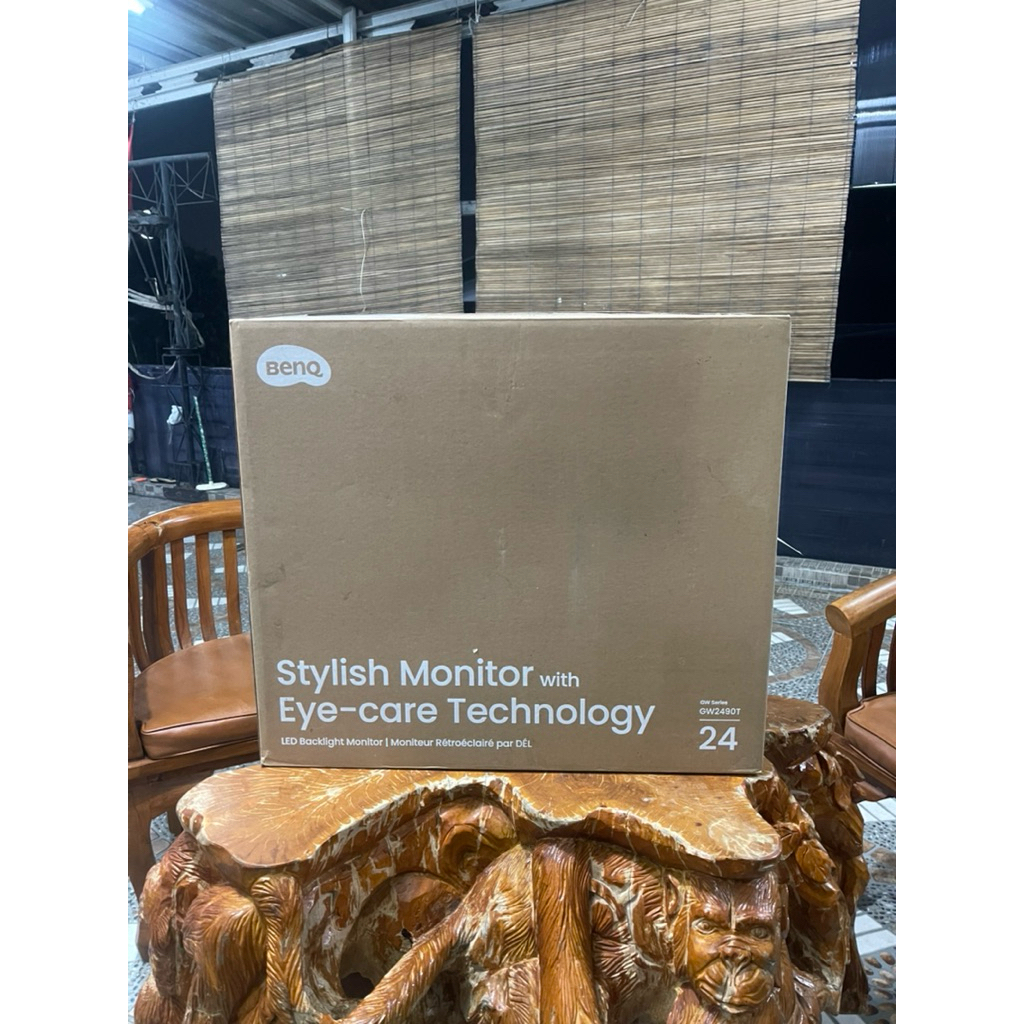 BenQ
Stylish Monitor with
Eye-care Technology
LED Backlight Monitor | Moniteur Rétroéclairé par DÉL
GW Series
GW2490T
24